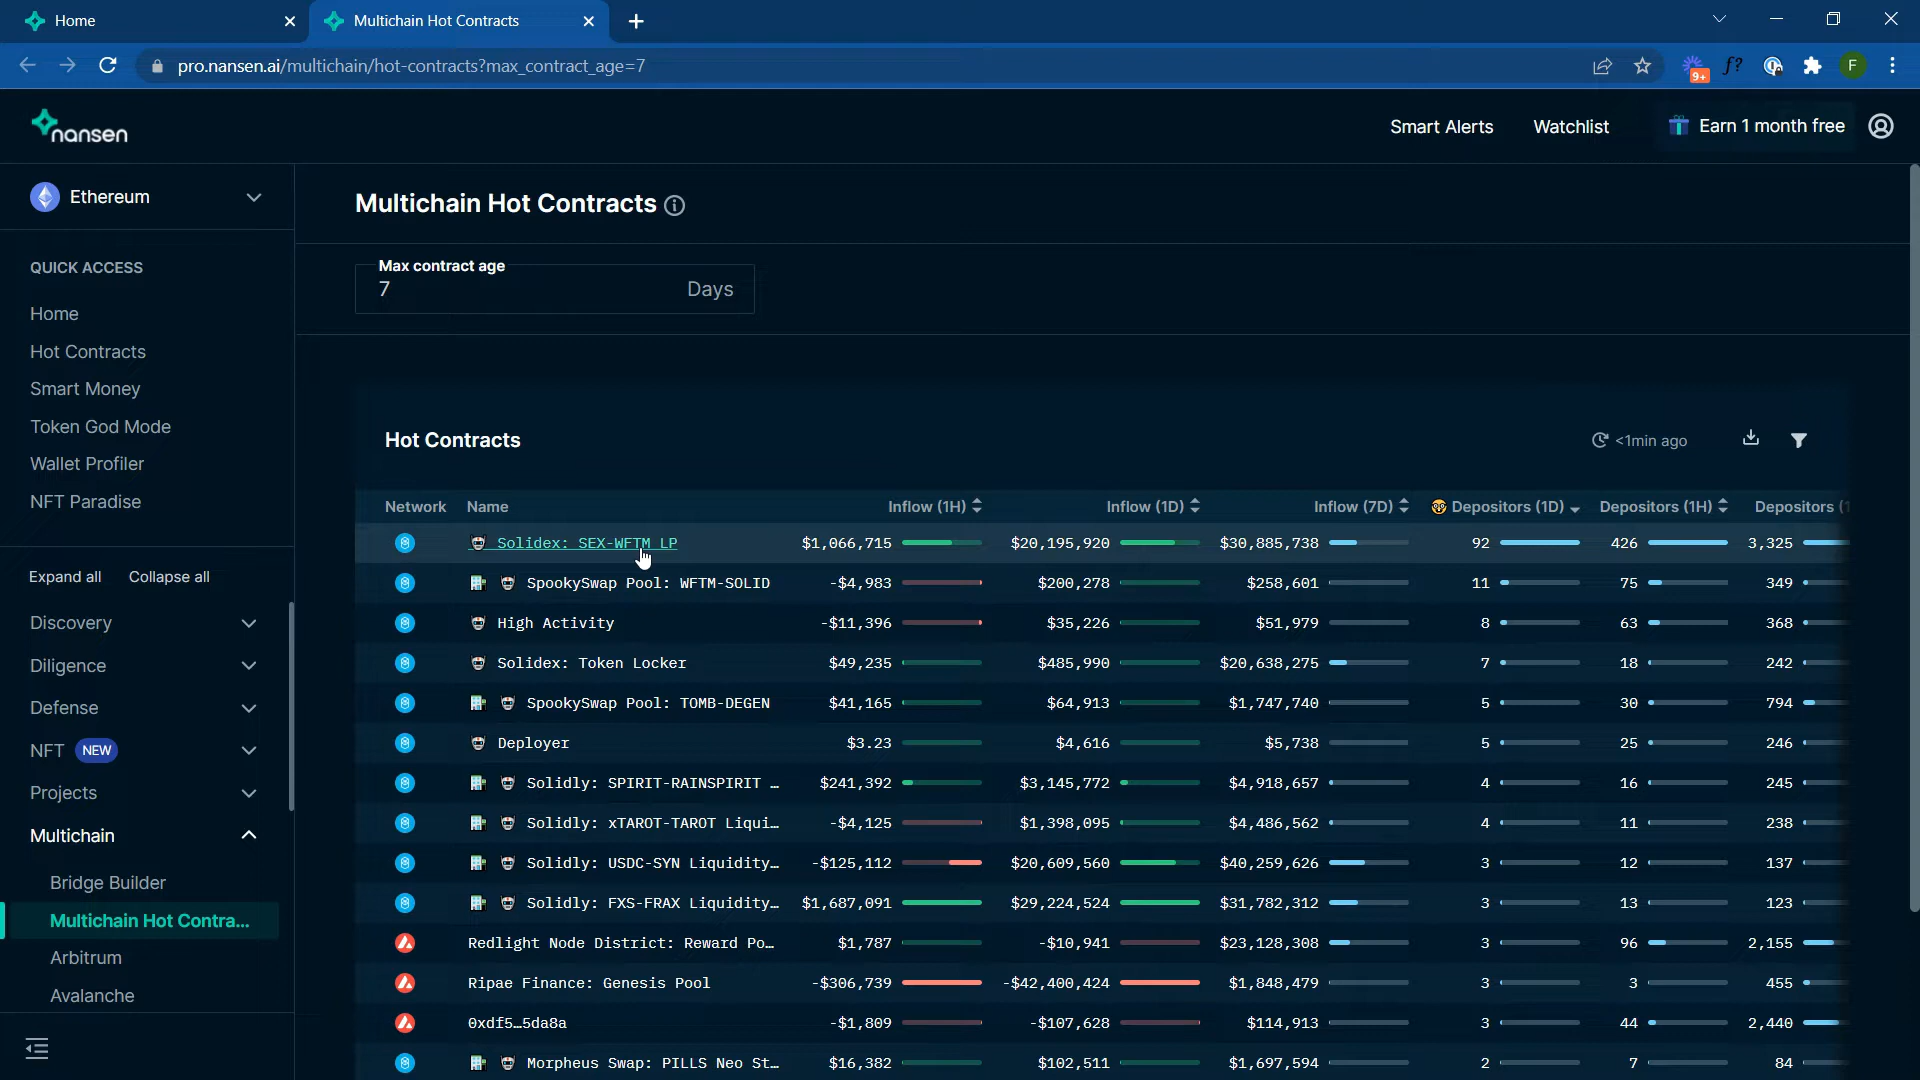 Home
Multichain Hot Contracts
pro.nansen.ai/multichain/hot-contracts?max_contract_age=7
9+
f?
F
nansen
Smart Alerts
Watchlist
Earn 1 month free
Ethereum
QUICK ACCESS
Home
Hot Contracts
Smart Money
Token God Mode
Wallet Profiler
NFT Paradise
Expand all
Collapse all
Discovery
Diligence
Defense
NFT NEW
Projects
Multichain
Bridge Builder
Multichain Hot Contra...
Arbitrum
Avalanche
Multichain Hot Contracts
Max contract age
7 Days
Hot Contracts
<1min ago
Network Name Inflow (1H) Inflow (1D) Inflow (7D) Depositors (1D) Depositors (1H) Depositors (1
Solidex: SEX-WFTM LP $1,066,715 $20,195,920 $30,885,738 92 426 3,325
SpookySwap Pool: WFTM-SOLID -$4,983 $200,278 $258,601 11 75 349
High Activity -$11,396 $35,226 $51,979 8 63 368
Solidex: Token Locker $49,235 $485,990 $20,638,275 7 18 242
SpookySwap Pool: TOMB-DEGEN $41,165 $64,913 $1,747,740 5 30 794
Deployer $3.23 $4,616 $5,738 5 25 246
Solidly: SPIRIT-RAINSPIRIT … $241,392 $3,145,772 $4,918,657 4 16 245
Solidly: xTAROT-TAROT Liqui… -$4,125 $1,398,095 $4,486,562 4 11 238
Solidly: USDC-SYN Liquidity… -$125,112 $20,609,560 $40,259,626 3 12 137
Solidly: FXS-FRAX Liquidity… $1,687,091 $29,224,524 $31,782,312 3 13 123
Redlight Node District: Reward Po… $1,787 -$10,941 $23,128,308 3 96 2,155
Ripae Finance: Genesis Pool -$306,739 -$42,400,424 $1,848,479 3 3 455
0xdf5…5da8a -$1,809 -$107,628 $114,913 3 44 2,440
Morpheus Swap: PILLS Neo St… $16,382 $102,511 $1,697,594 2 7 84